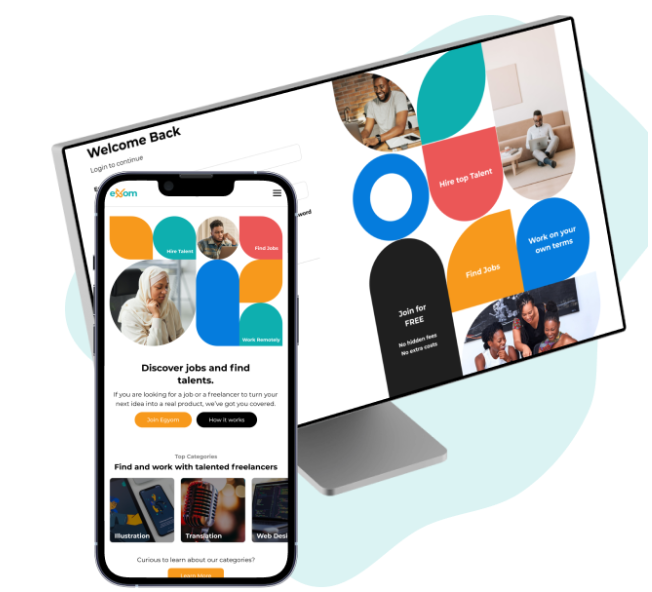 Welcome Back
Login to continue
Hire top Talent
Work on your
own terms
Find Jobs
Join for
FREE
No hidden fees
No extra costs
word
Hire Talent
Find Jobs
Work Remotely
Discover jobs and find
talents.
If you are looking for a job or a freelancer to turn your
next idea into a real product, we've got you covered.
Join Egyom
How it works
Top Categories
Find and work with talented freelancers
Illustration
Translation
Web Desi
Curious to learn about our categories?
Learn More